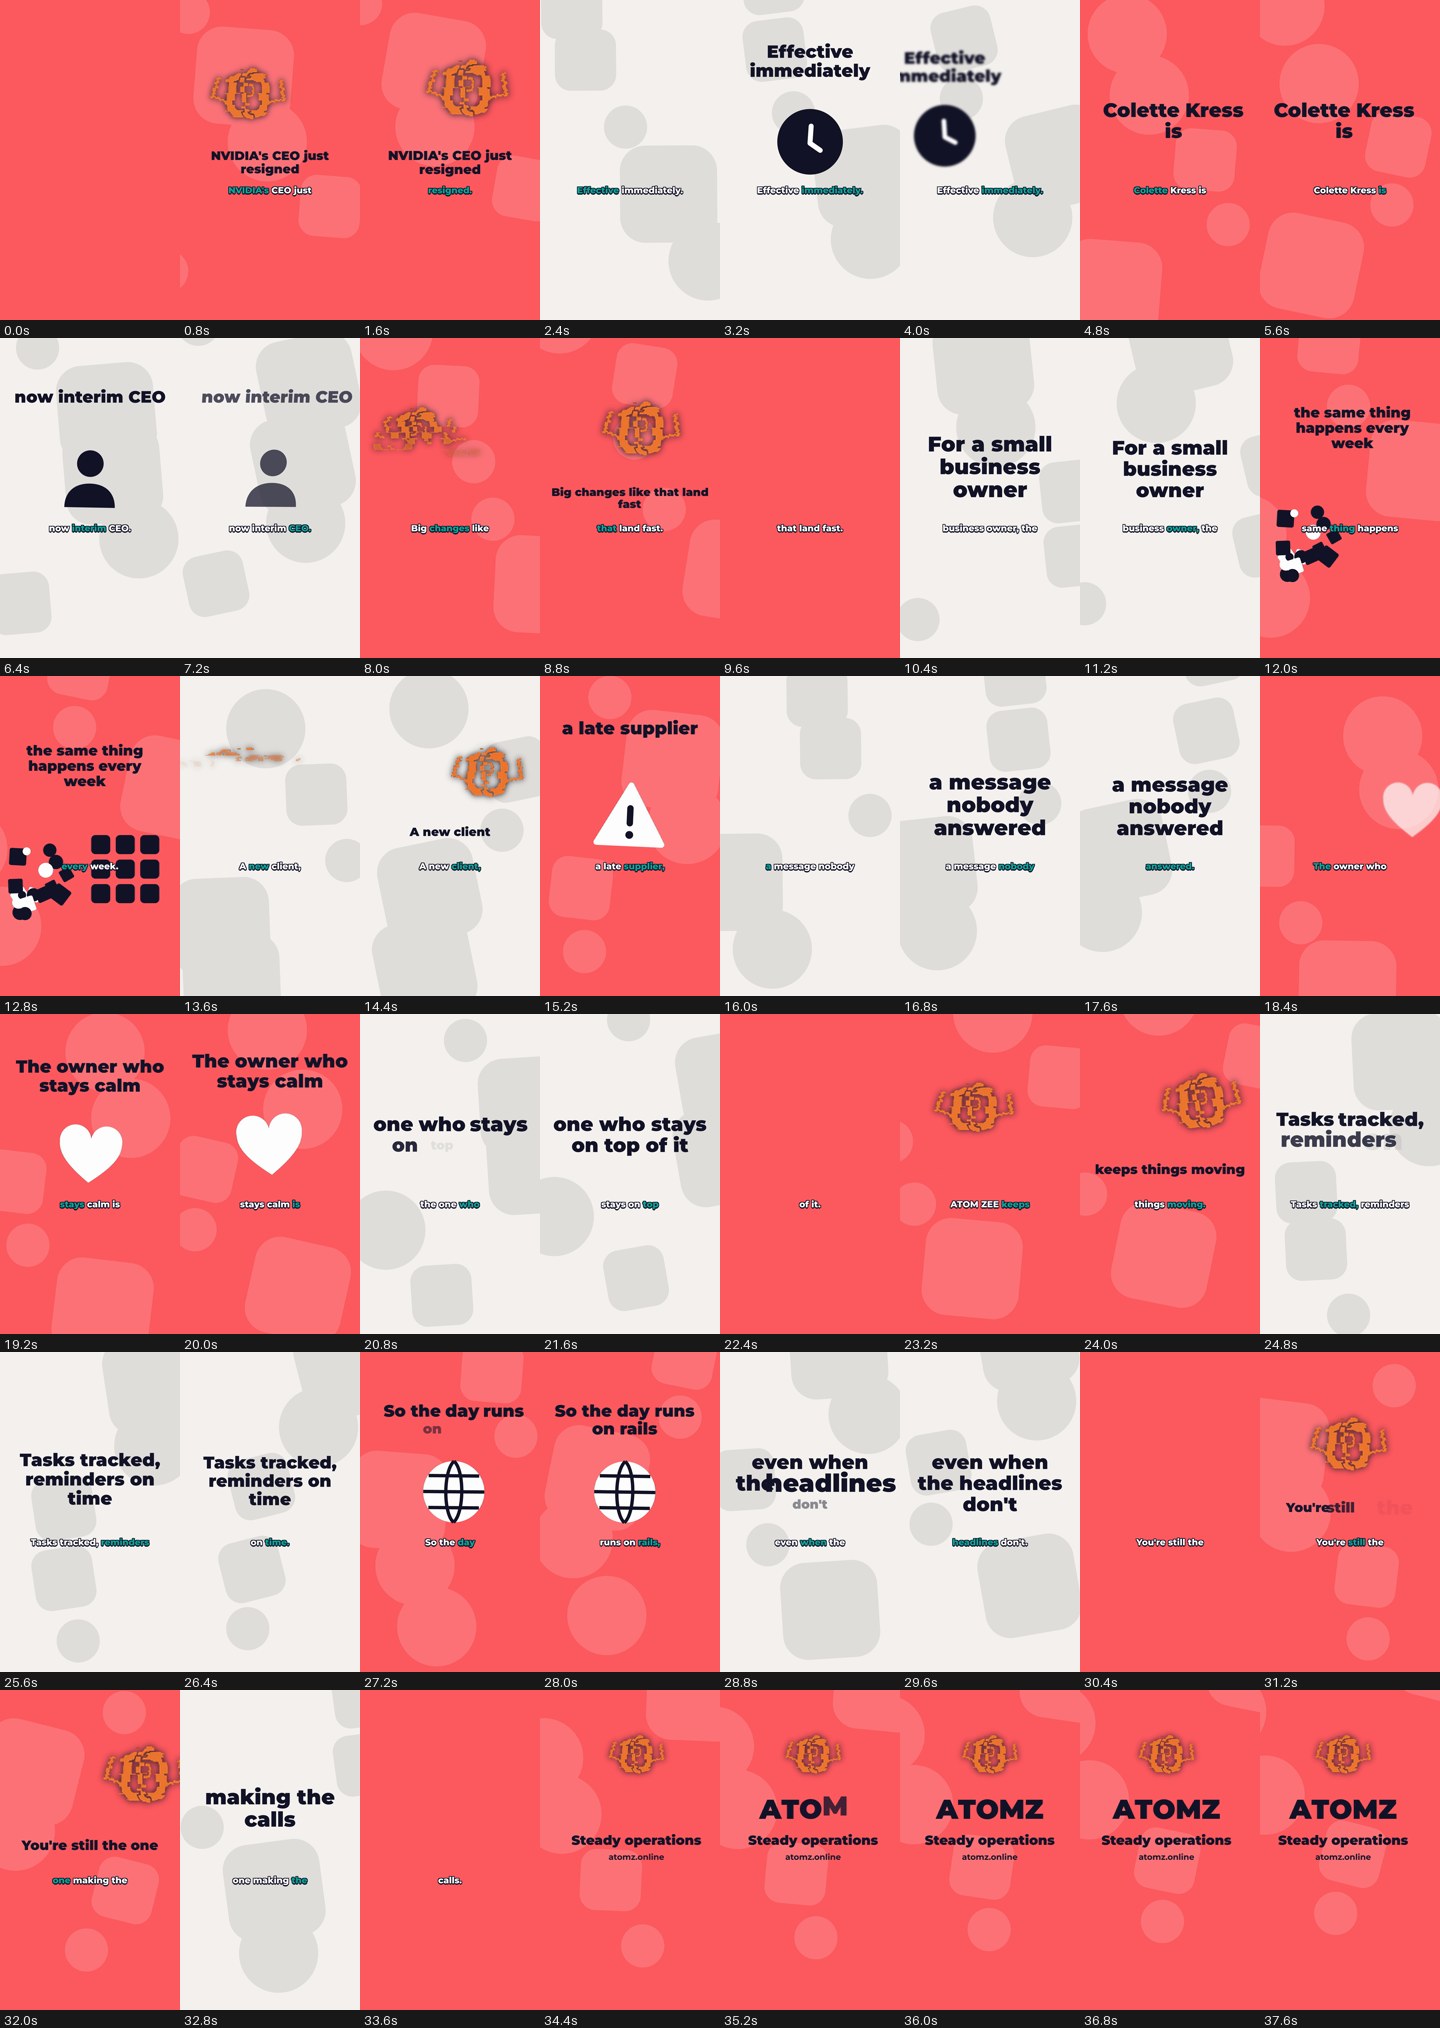 NVIDIA's CEO just
resigned
NVIDIA's CEO just
NVIDIA's CEO just
resigned
resigned.
Effective immediately.
Effective
immediately
Effective immediately.
Effective
mmediately
Effective immediately.
Colette Kress
is
Colette Kress is
Colette Kress
is
Colette Kress is
0.0s
0.8s
1.6s
2.4s
3.2s
4.0s
4.8s
5.6s
now interim CEO
now interim CEO.
now interim CEO
now interim CEO.
Big changes like
Big changes like that land
fast
that land fast.
that land fast.
For a small
business
owner
business owner, the
For a small
business
owner
business owner, the
the same thing
happens every
week
same thing happens
6.4s
7.2s
8.0s
8.8s
9.6s
10.4s
11.2s
12.0s
the same thing
happens every
week
every week.
A new client,
A new client
A new client,
a late supplier
a late supplier,
a message nobody
a message
nobody
answered
a message nobody
a message
nobody
answered
answered.
The owner who
12.8s
13.6s
14.4s
15.2s
16.0s
16.8s
17.6s
18.4s
The owner who
stays calm
stays calm is
The owner who
stays calm
stays calm is
one who stays
on top
the one who
one who stays
on top of it
stays on top
of it.
ATOM ZEE keeps
keeps things moving
things moving.
Tasks tracked,
reminders
Tasks tracked, reminders
19.2s
20.0s
20.8s
21.6s
22.4s
23.2s
24.0s
24.8s
Tasks tracked,
reminders on
time
Tasks tracked, reminders
Tasks tracked,
reminders on
time
on time.
So the day runs
on
So the day
So the day runs
on rails
runs on rails,
even when
the headlines
don't
even when the
even when
the headlines
don't
headlines don't.
You're still the
You're still the
You're still the
25.6s
26.4s
27.2s
28.0s
28.8s
29.6s
30.4s
31.2s
You're still the one
one making the
making the
calls
one making the
calls.
Steady operations
atomz.online
ATOM
Steady operations
atomz.online
ATOMZ
Steady operations
atomz.online
ATOMZ
Steady operations
atomz.online
ATOMZ
Steady operations
atomz.online
32.0s
32.8s
33.6s
34.4s
35.2s
36.0s
36.8s
37.6s